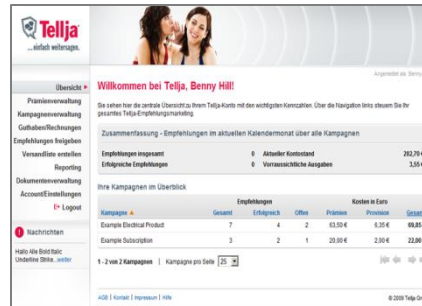 Tellja
... einfach weitersagen.
Angemeldet als: Benny
Übersicht
Prämienverwaltung
Kampagnenverwaltung
Guthaben/Rechnungen
Empfehlungen freigeben
Versandliste erstellen
Reporting
Dokumentenverwaltung
Account/Einstellungen
Logout
Nachrichten
Hallo Alle Bold Italic
Underline Strike...weiter
Willkommen bei Tellja, Benny Hill!
Sie sehen hier die zentrale Übersicht zu Ihrem Tellja-Konto mit den wichtigsten Kennzahlen. Über die Navigation links steuern Sie Ihr
gesamtes Tellja-Empfehlungsmarketing.
Zusammenfassung - Empfehlungen im aktuellen Kalendermonat über alle Kampagnen
Empfehlungen insgesamt 0 Aktueller Kontostand 282,70
Erfolgreiche Empfehlungen 0 Vorraussichtliche Ausgaben 3,55
Ihre Kampagnen im Überblick
Empfehlungen Kosten in Euro
Kampagne Gesamt Erfolgreich Offen Prämien Provision Gesamt
Example Electrical Product 7 4 2 63,50 € 6,35 € 69,85
Example Subscription 3 2 1 20,00 € 2,00 € 22,00
1 - 2 von 2 Kampagnen | Kampagne pro Seite 25
AGB | Kontakt | Impressum | Hilfe
© 2009 Tellja